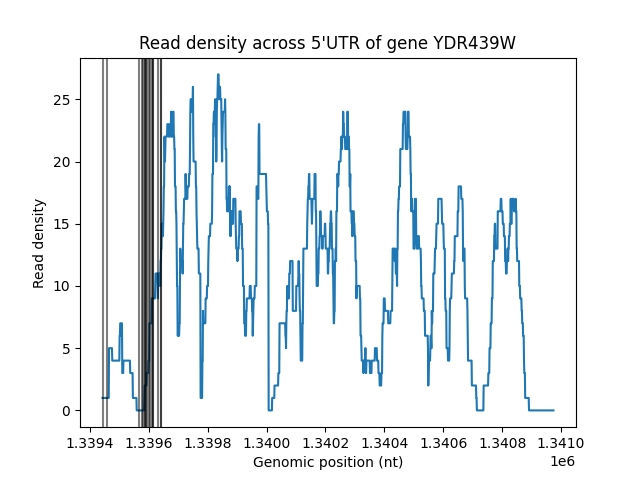 Read density across 5'UTR of gene YDR439W
Read density
25
20
15
10
5
0
1.3394 1.3396 1.3398 1.3400 1.3402 1.3404 1.3406 1.3408 1.3410
1e6
Genomic position (nt)